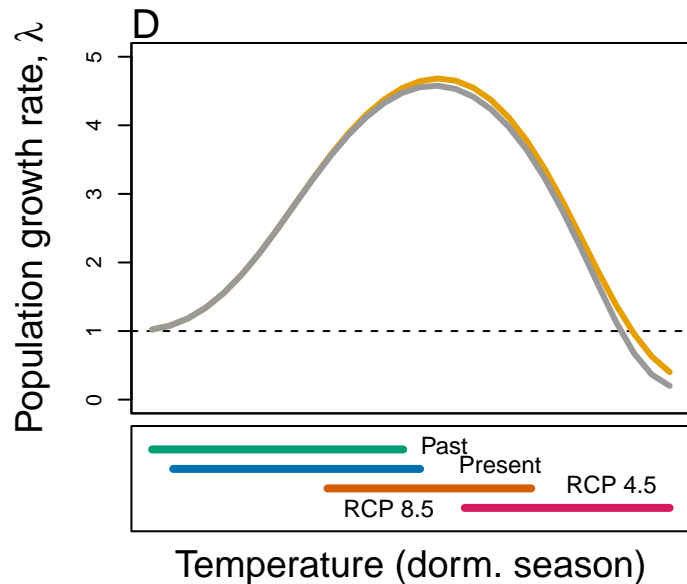 D
Population growth rate, λ
5
4
3
2
1
0
Past
Present
RCP 4.5
RCP 8.5
Temperature (dorm. season)